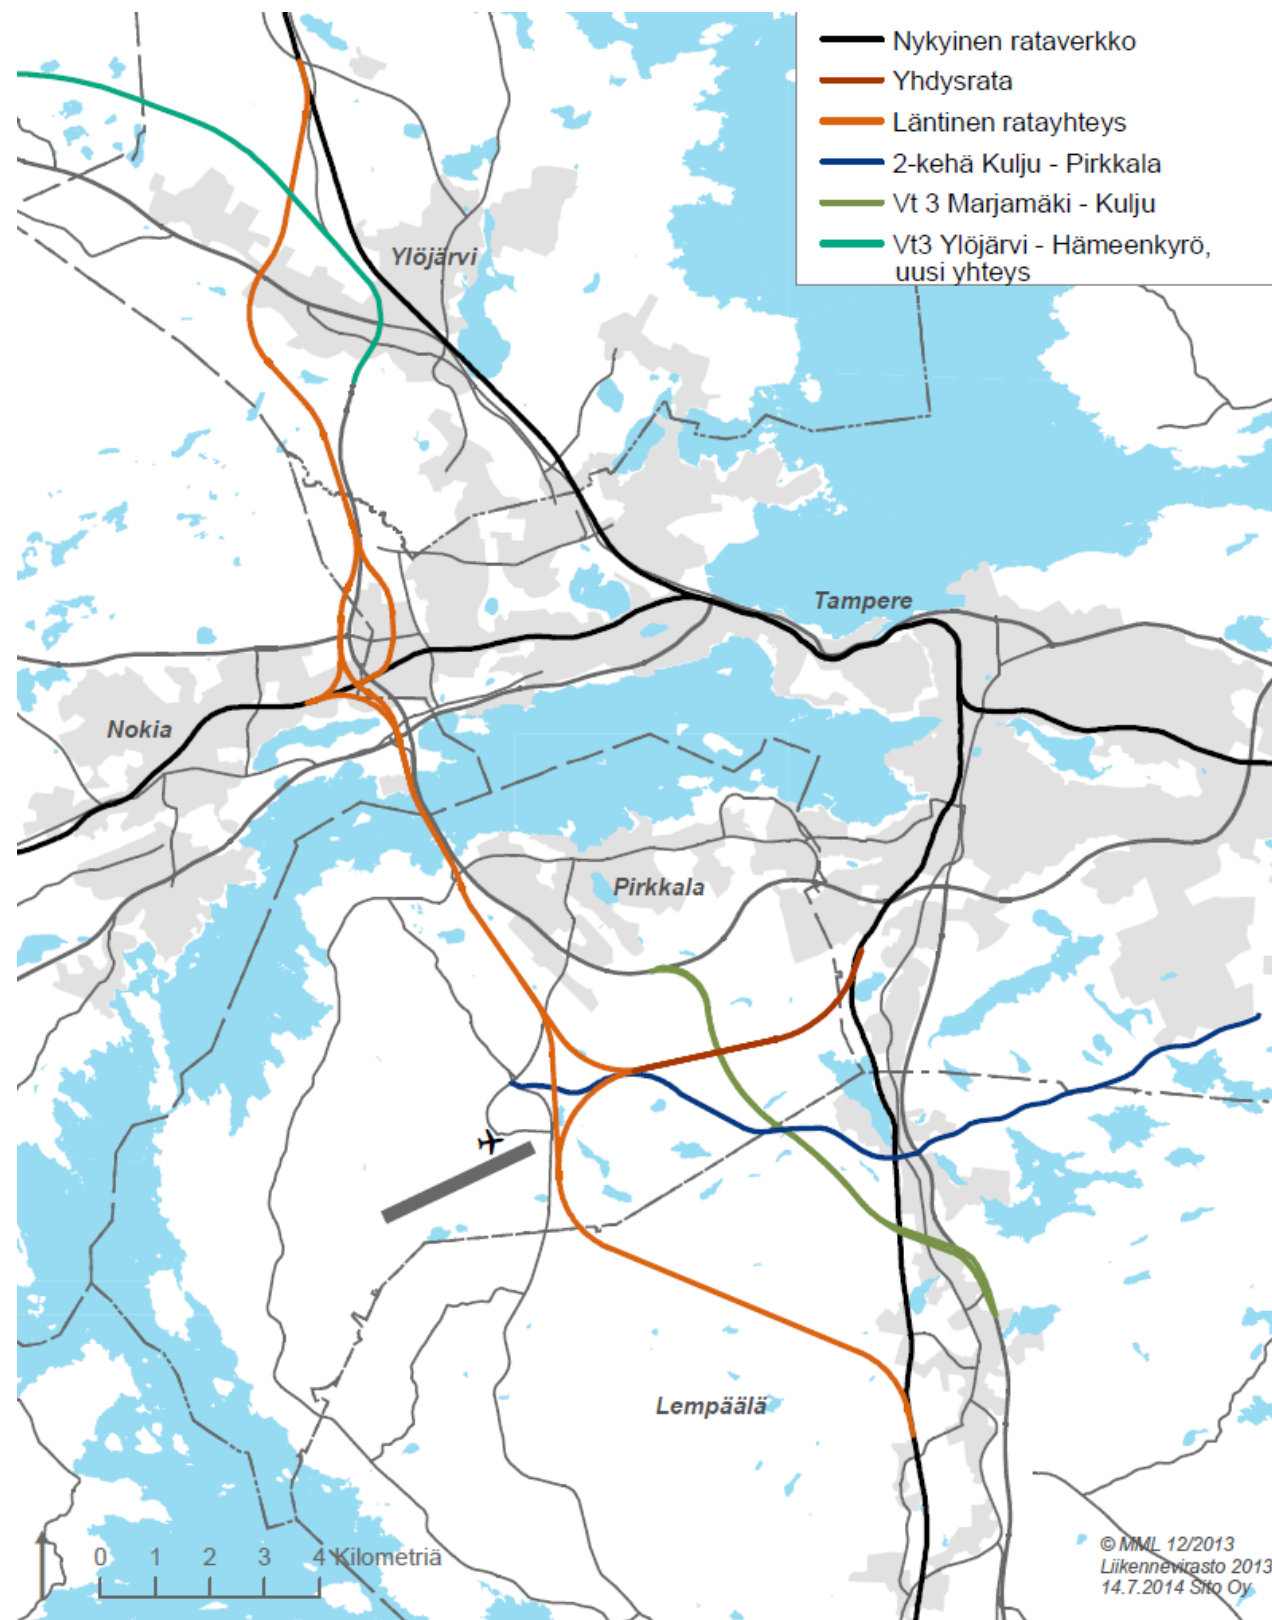 Nykyinen rataverkko
Yhdysrata
Läntinen ratayhteys
2-kehä Kulju - Pirkkala
Vt 3 Marjamäki - Kulju
Vt3 Ylöjärvi - Hämeenkyrö,
uusi yhteys
Ylöjärvi
Tampere
Nokia
Pirkkala
Lempäälä
0 1 2 3 4 Kilometriä
© MML 12/2013
Liikennevirasto 2013
14.7.2014 Sito Oy